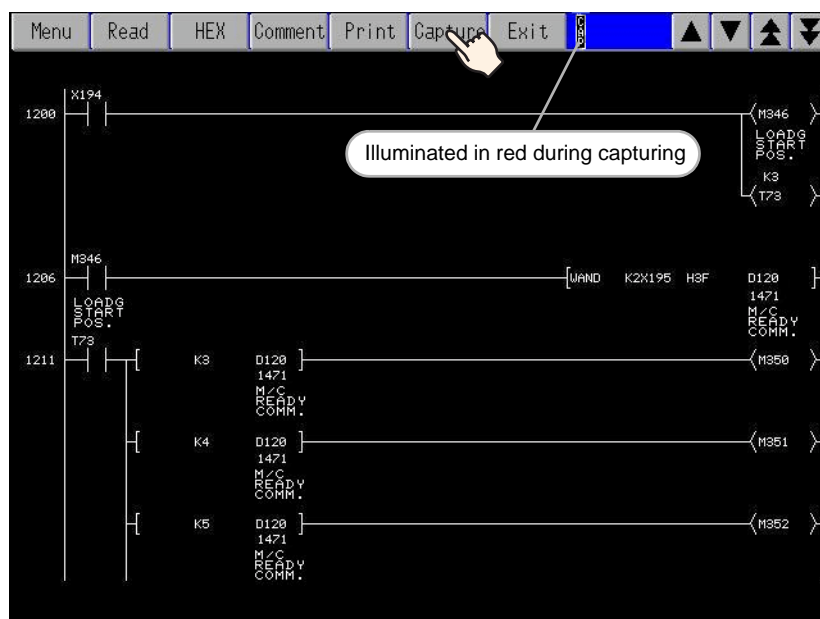 Menu Read HEX Comment Print Capture Exit CAP
X194
1200 M346
LOADG
START
POS.
K3
T73
Illuminated in red during capturing
M346
1206 WAND K2X195 H3F D120
1471
M/C
READY
COMM.
LOADG
START
POS.
T73
1211 K3 D120 M350
1471
M/C
READY
COMM.
K4 D120 M351
1471
M/C
READY
COMM.
K5 D120 M352
1471
M/C
READY
COMM.